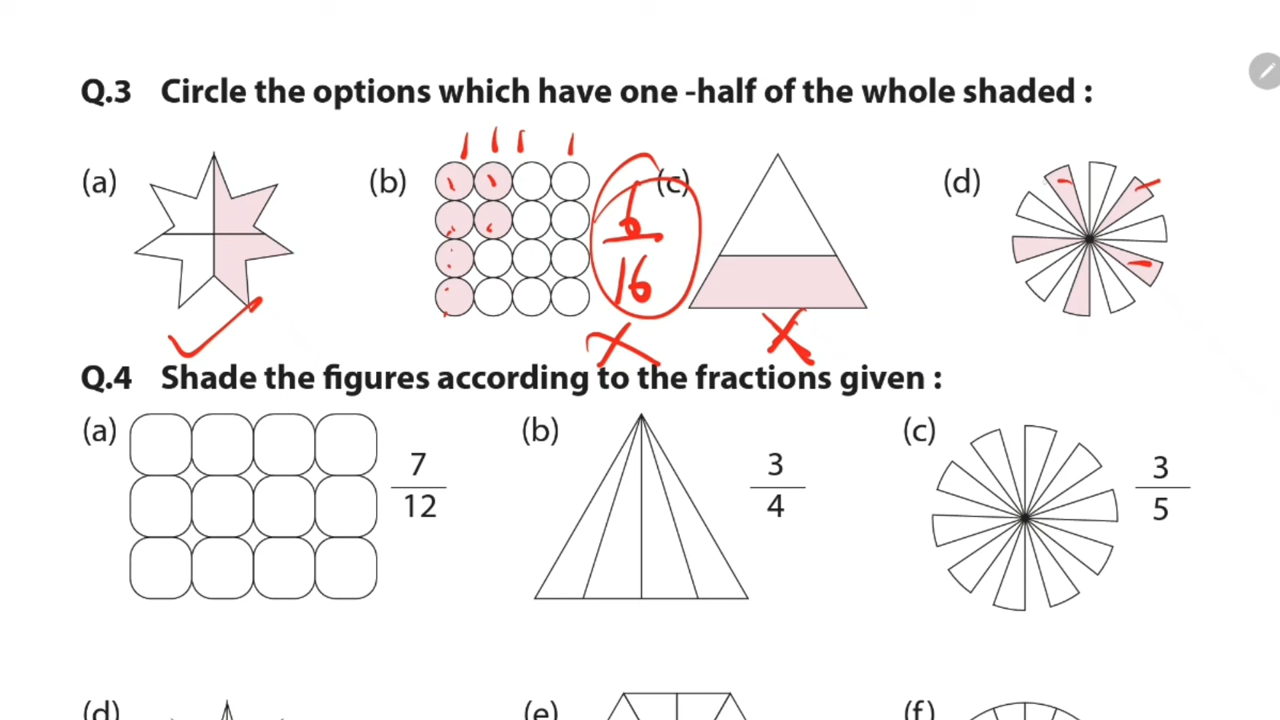 Q.3 Circle the options which have one -half of the whole shaded :
(a) (b) (c) (d)
6
16
Q.4 Shade the figures according to the fractions given :
(a) 7/12 (b) 3/4 (c) 3/5
(d) (e) (f)